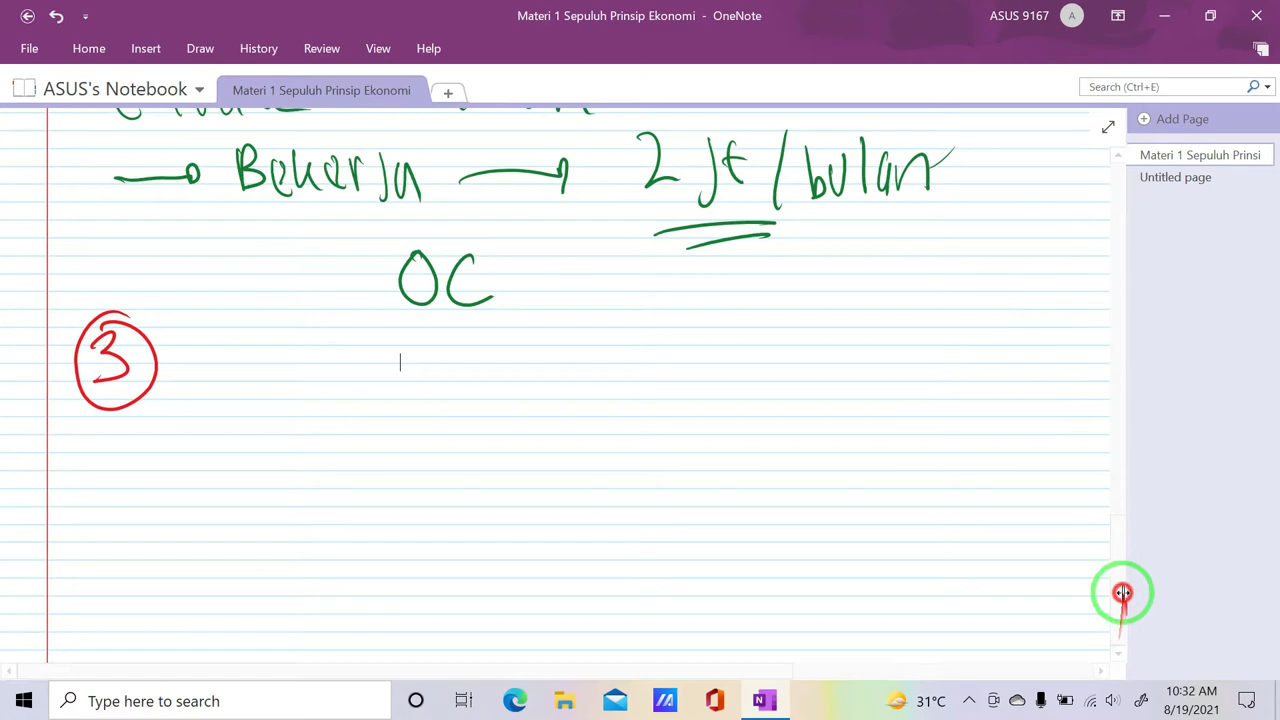 Materi 1 Sepuluh Prinsip Ekonomi - OneNote
ASUS 9167
A
File
Home
Insert
Draw
History
Review
View
Help
ASUS's Notebook
Materi 1 Sepuluh Prinsip Ekonomi
Search (Ctrl+E)
Add Page
Materi 1 Sepuluh Prinsi
Untitled page
→ Bekerja → 2 jt/bulan
OC
3
Type here to search
31°C
10:32 AM
8/19/2021